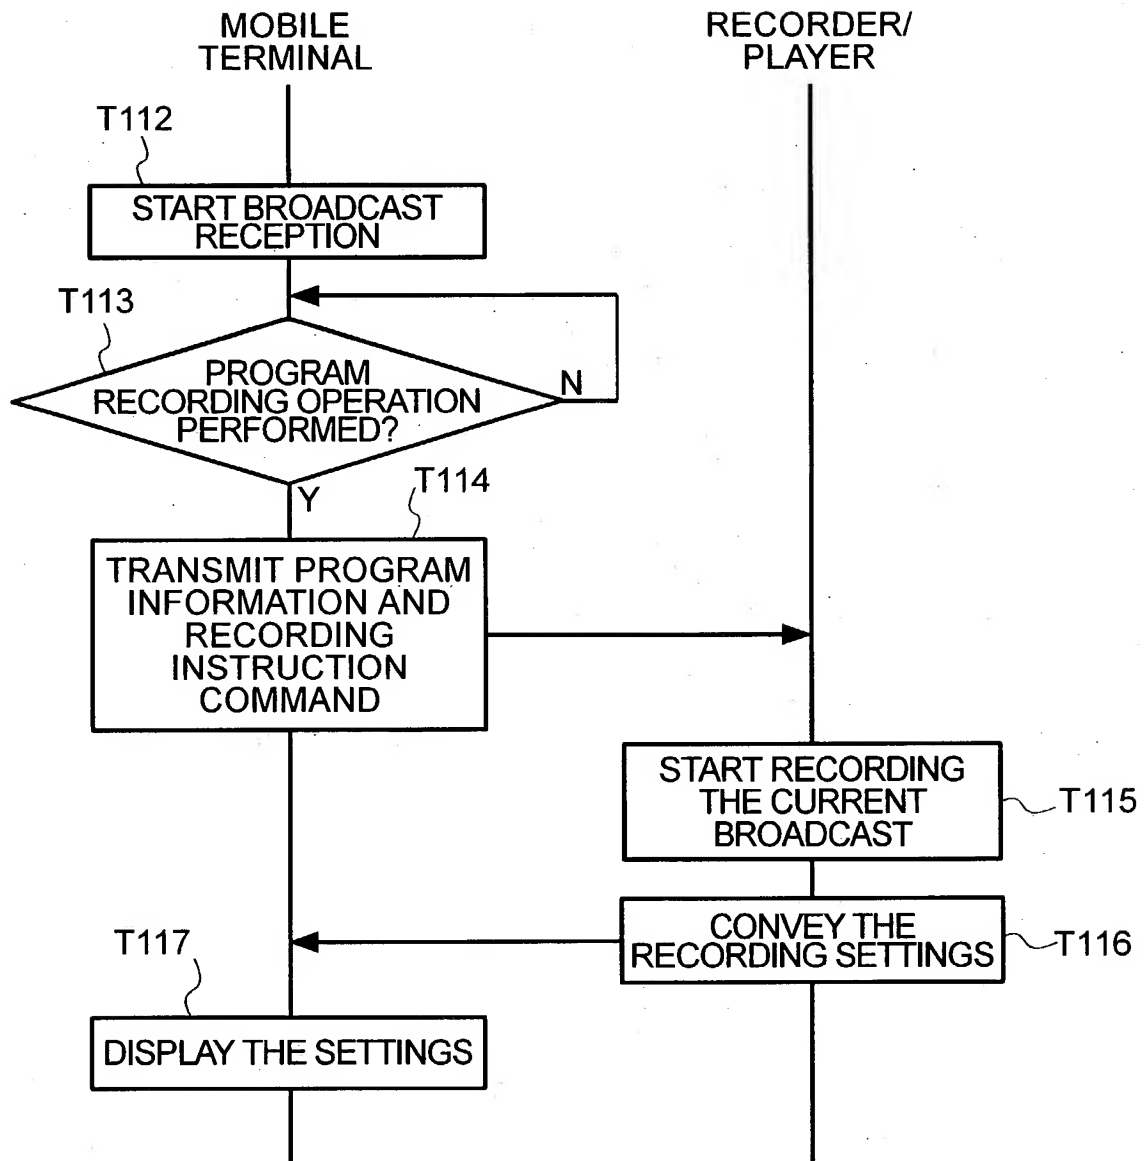 MOBILE
TERMINAL
RECORDER/
PLAYER
T112
START BROADCAST
RECEPTION
T113
PROGRAM
RECORDING OPERATION
PERFORMED?
N
Y
T114
TRANSMIT PROGRAM
INFORMATION AND
RECORDING
INSTRUCTION
COMMAND
START RECORDING
THE CURRENT
BROADCAST
T115
CONVEY THE
RECORDING SETTINGS
T116
T117
DISPLAY THE SETTINGS